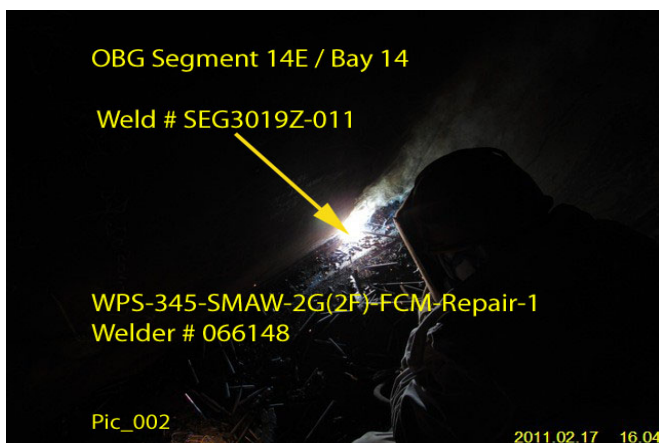 OBG Segment 14E / Bay 14
Weld # SEG3019Z-011
WPS-345-SMAW-2G(2F)-FCM-Repair-1
Welder # 066148
Pic_002
2011.02.17 16.04